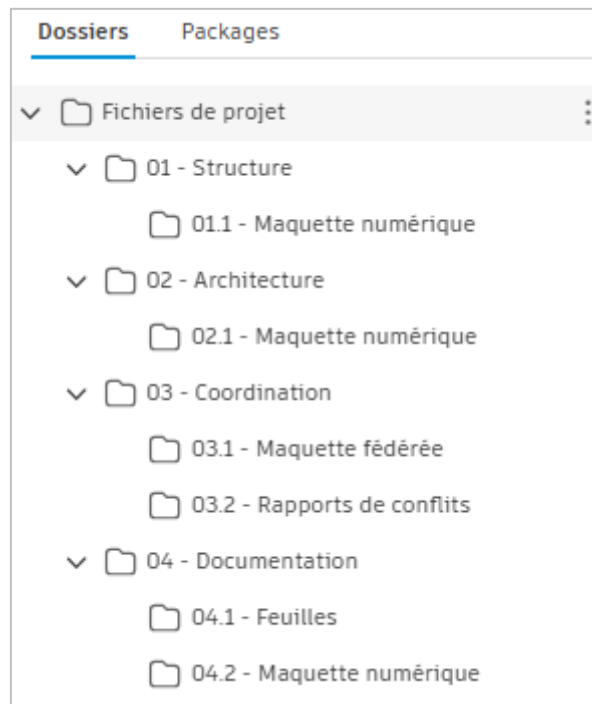 Dossiers Packages
Fichiers de projet
01 - Structure
01.1 - Maquette numérique
02 - Architecture
02.1 - Maquette numérique
03 - Coordination
03.1 - Maquette fédérée
03.2 - Rapports de conflits
04 - Documentation
04.1 - Feuilles
04.2 - Maquette numérique